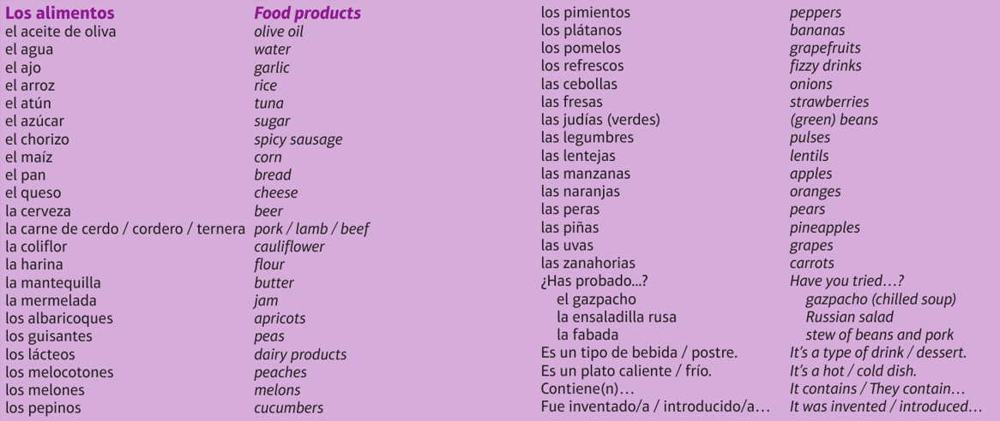 Los alimentos Food products
el aceite de oliva olive oil
el agua water
el ajo garlic
el arroz rice
el atún tuna
el azúcar sugar
el chorizo spicy sausage
el maíz corn
el pan bread
el queso cheese
la cerveza beer
la carne de cerdo / cordero / ternera pork / lamb / beef
la coliflor cauliflower
la harina flour
la mantequilla butter
la mermelada jam
los albaricoques apricots
los guisantes peas
los lácteos dairy products
los melocotones peaches
los melones melons
los pepinos cucumbers
los pimientos peppers
los plátanos bananas
los pomelos grapefruits
los refrescos fizzy drinks
las cebollas onions
las fresas strawberries
las judías (verdes) (green) beans
las legumbres pulses
las lentejas lentils
las manzanas apples
las naranjas oranges
las peras pears
las piñas pineapples
las uvas grapes
las zanahorias carrots
¿Has probado...? Have you tried…?
el gazpacho gazpacho (chilled soup)
la ensaladilla rusa Russian salad
la fabada stew of beans and pork
Es un tipo de bebida / postre. It's a type of drink / dessert.
Es un plato caliente / frío. It's a hot / cold dish.
Contiene(n)… It contains / They contain…
Fue inventado/a / introducido/a… It was invented / introduced…